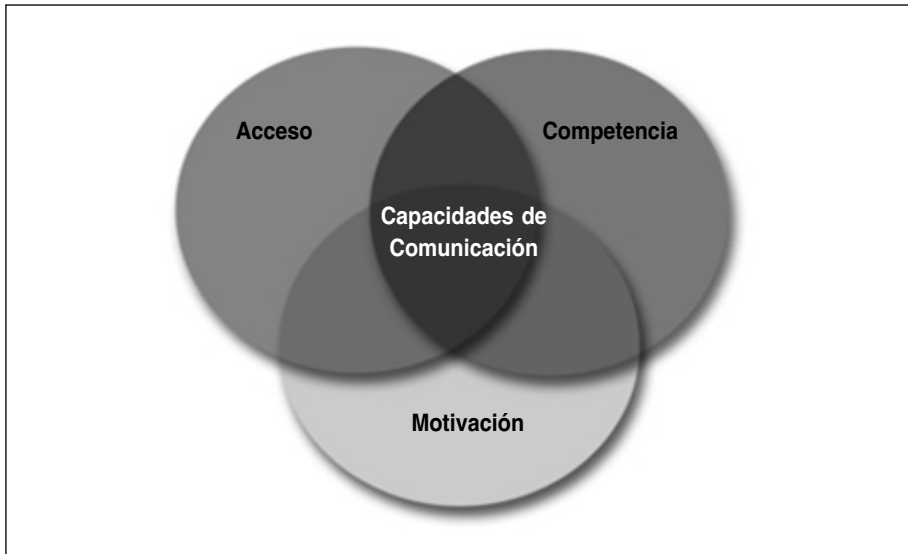 Acceso
Competencia
Capacidades de
Comunicación
Motivación